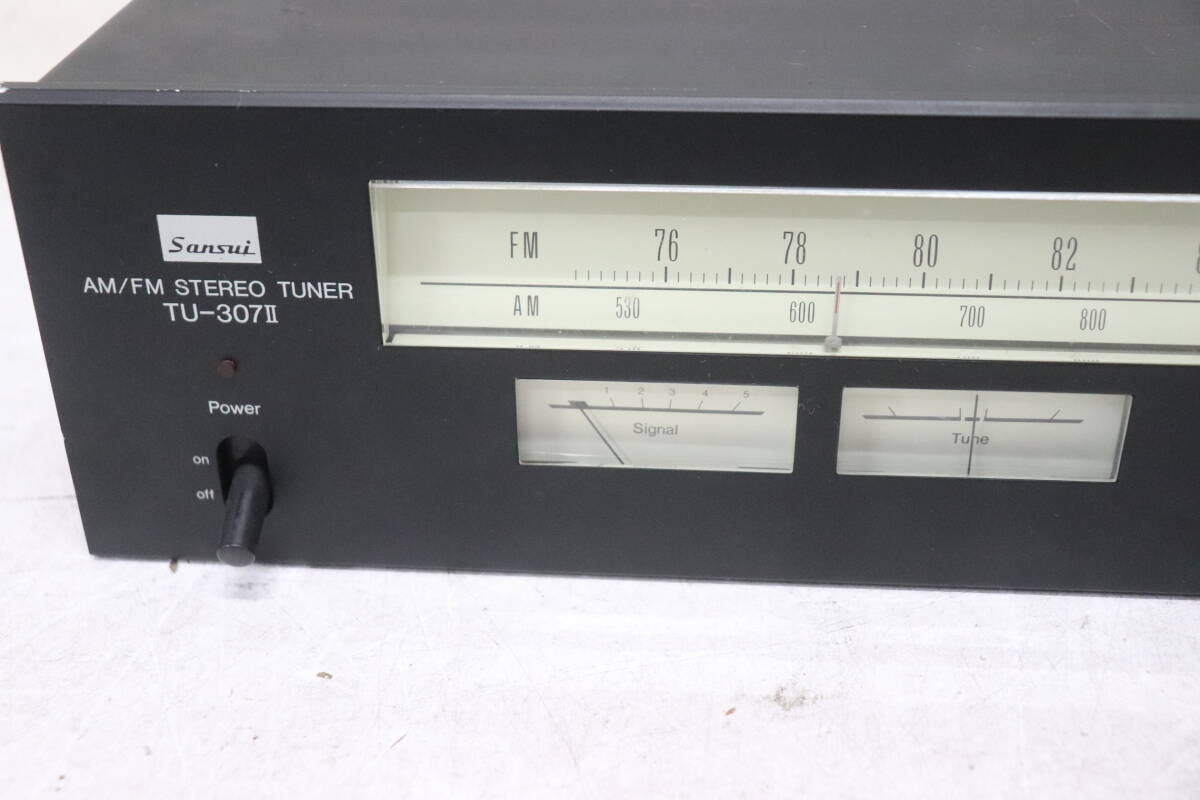 Sansui
AM/FM STEREO TUNER
TU-307II
Power
on
off
FM 76 78 80 82
AM 530 600 700 800
1 2 3 4 5
Signal
Tune